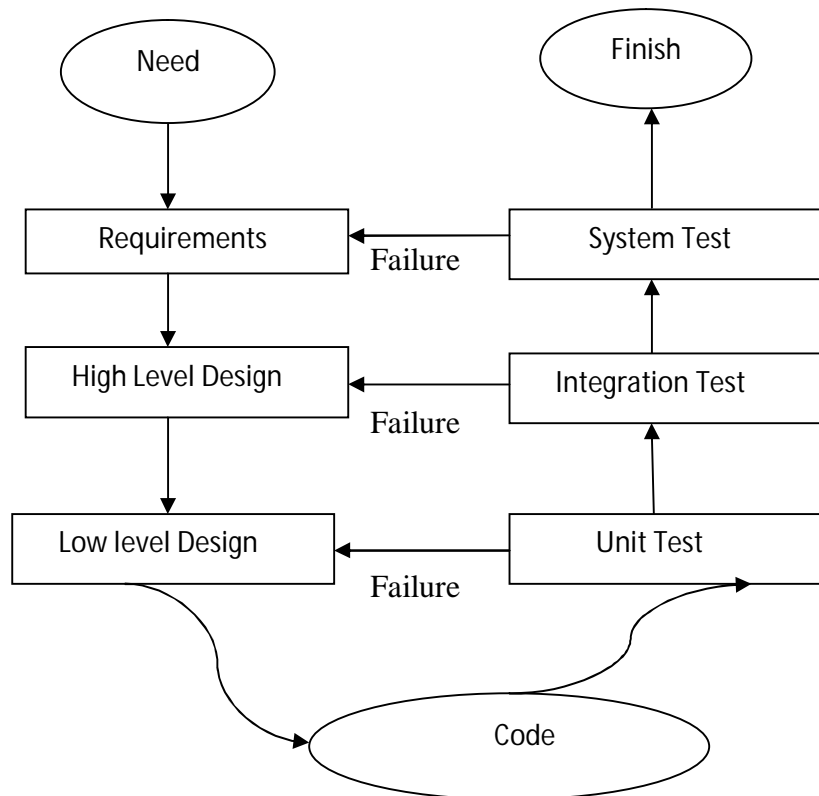 Need
Finish
Requirements
Failure
System Test
High Level Design
Failure
Integration Test
Low level Design
Failure
Unit Test
Code